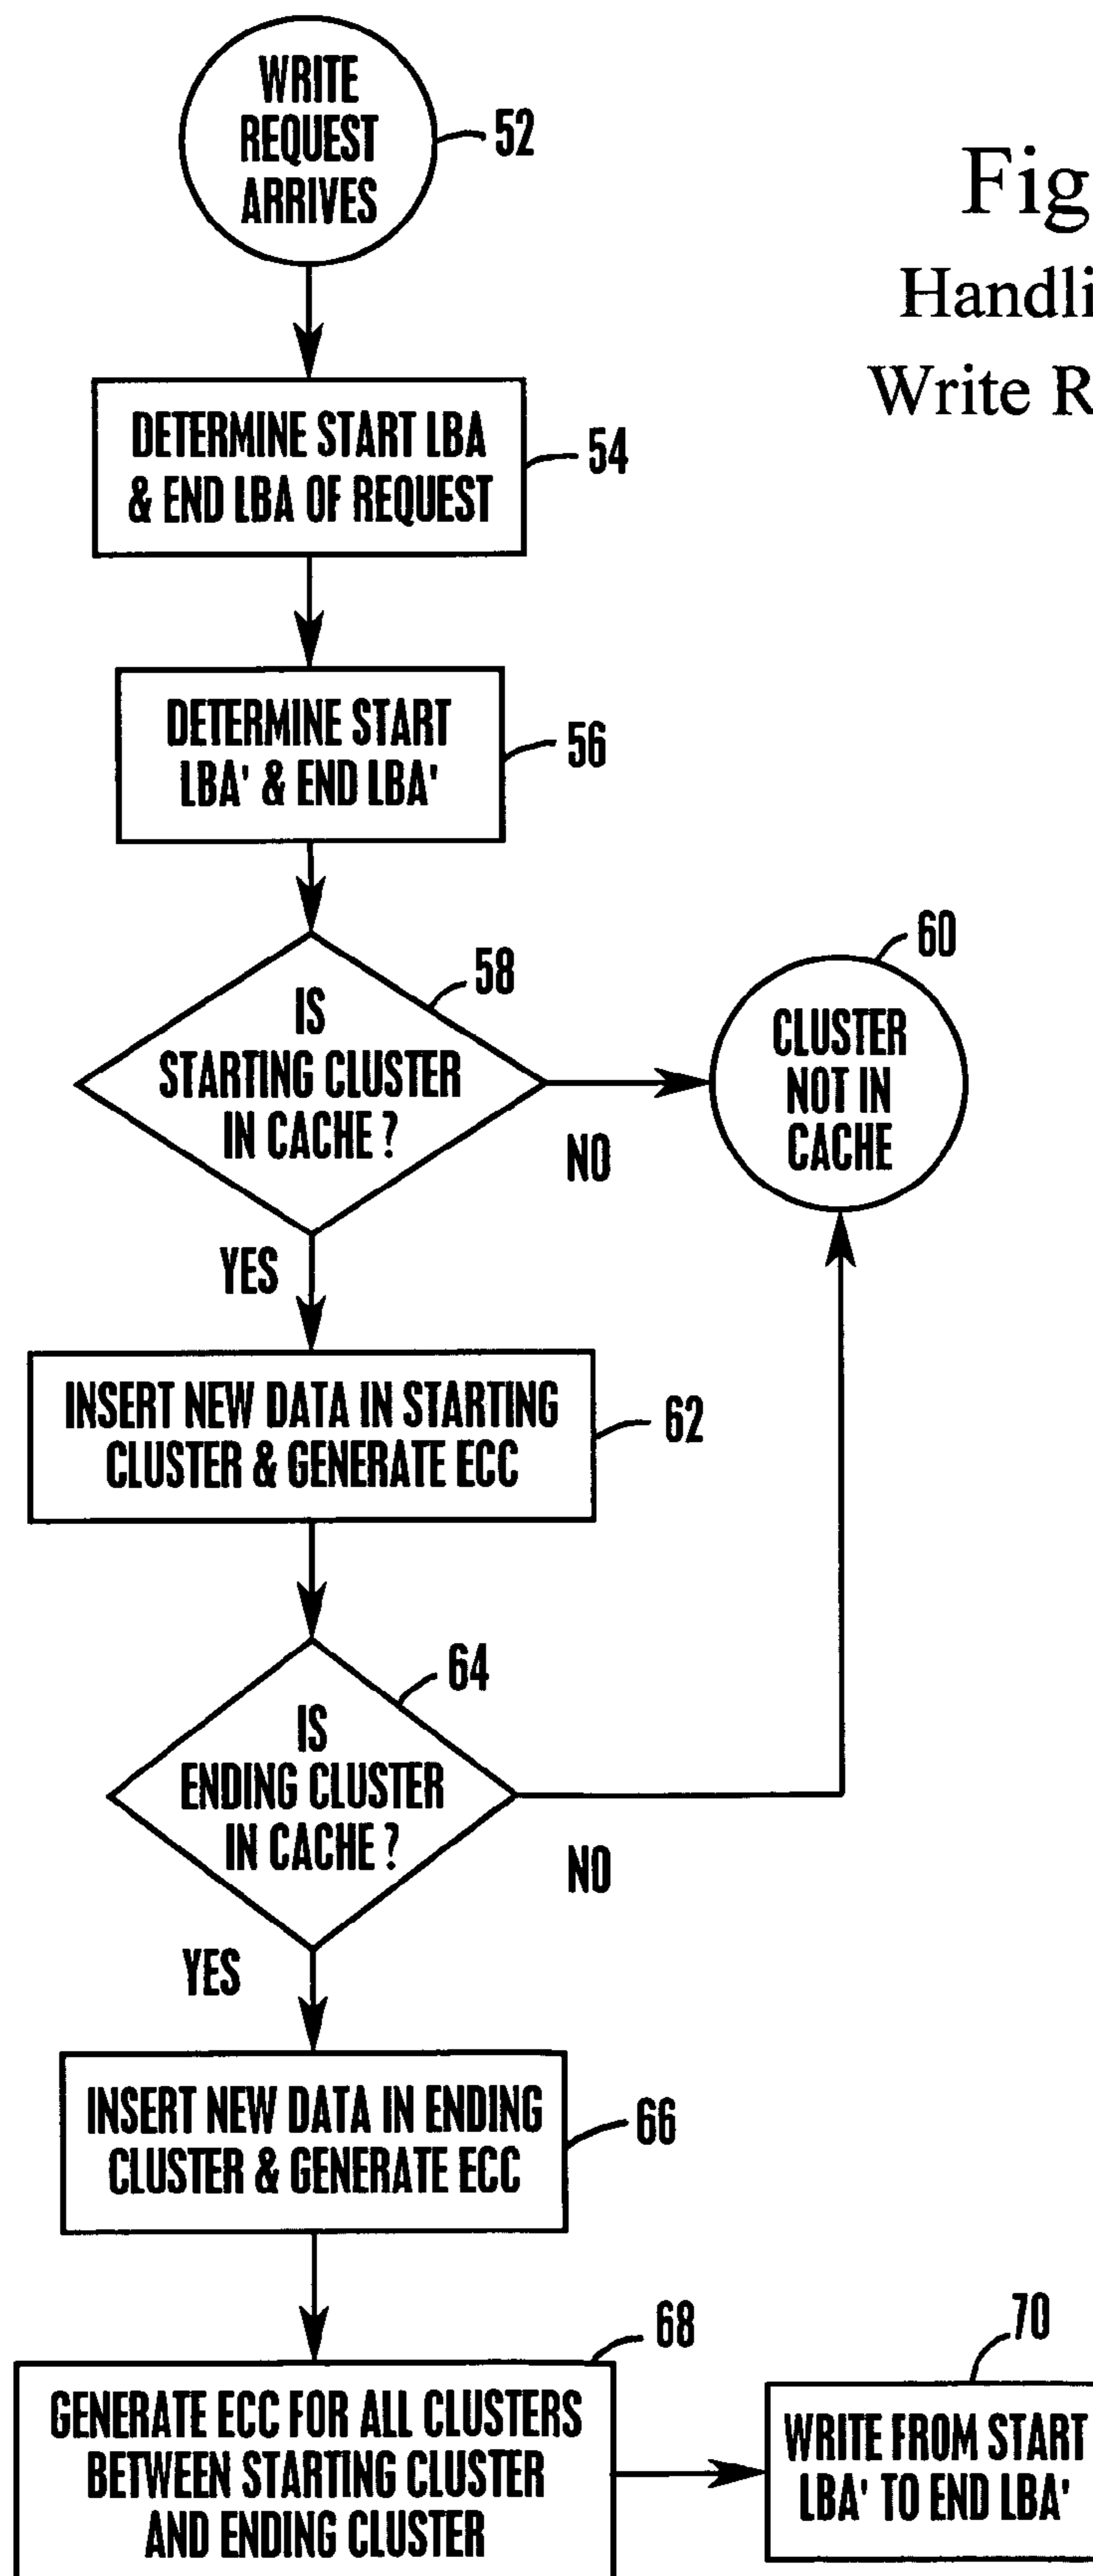 WRITE
REQUEST
ARRIVES
52
Fig
Handli
Write R
DETERMINE START LBA
& END LBA OF REQUEST
54
DETERMINE START
LBA' & END LBA'
56
IS
STARTING CLUSTER
IN CACHE ?
58
60
CLUSTER
NOT IN
CACHE
NO
YES
INSERT NEW DATA IN STARTING
CLUSTER & GENERATE ECC
62
IS
ENDING CLUSTER
IN CACHE ?
64
NO
YES
INSERT NEW DATA IN ENDING
CLUSTER & GENERATE ECC
66
68
GENERATE ECC FOR ALL CLUSTERS
BETWEEN STARTING CLUSTER
AND ENDING CLUSTER
70
WRITE FROM START
LBA' TO END LBA'